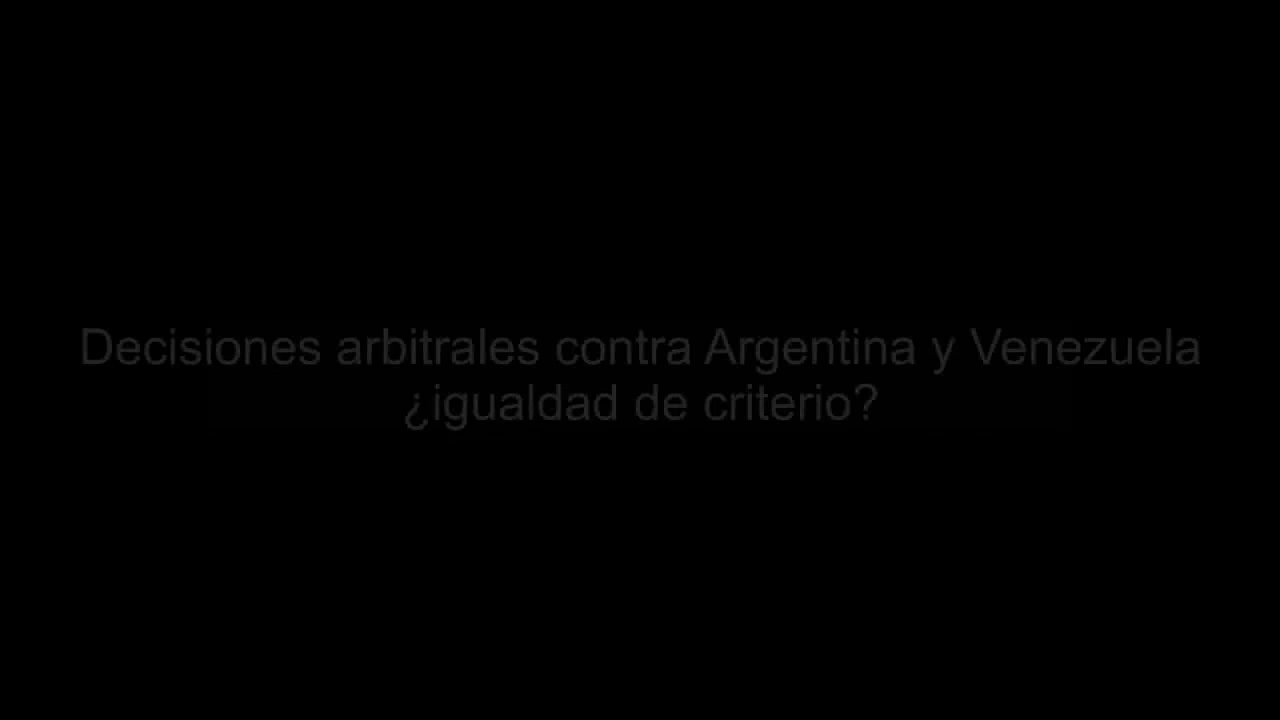 Decisiones arbitrales contra Argentina y Venezuela
¿igualdad de criterio?